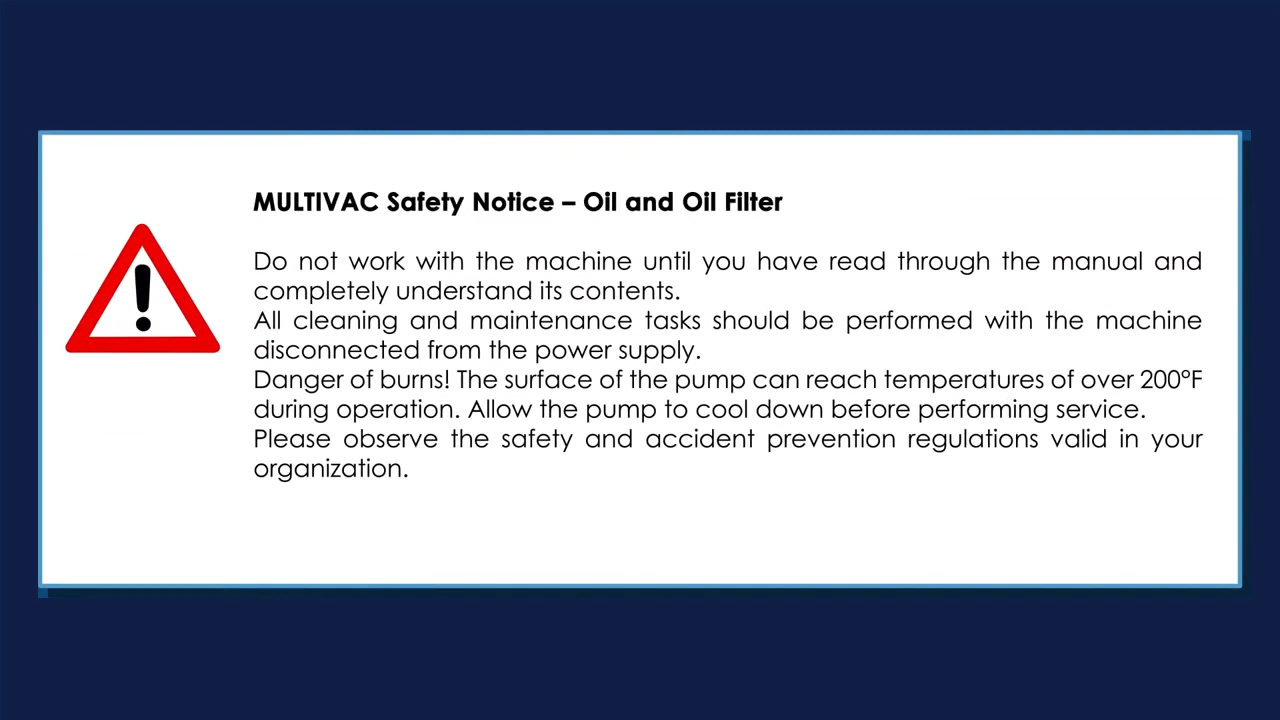 MULTIVAC Safety Notice – Oil and Oil Filter
Do not work with the machine until you have read through the manual and
completely understand its contents.
All cleaning and maintenance tasks should be performed with the machine
disconnected from the power supply.
Danger of burns! The surface of the pump can reach temperatures of over 200°F
during operation. Allow the pump to cool down before performing service.
Please observe the safety and accident prevention regulations valid in your
organization.